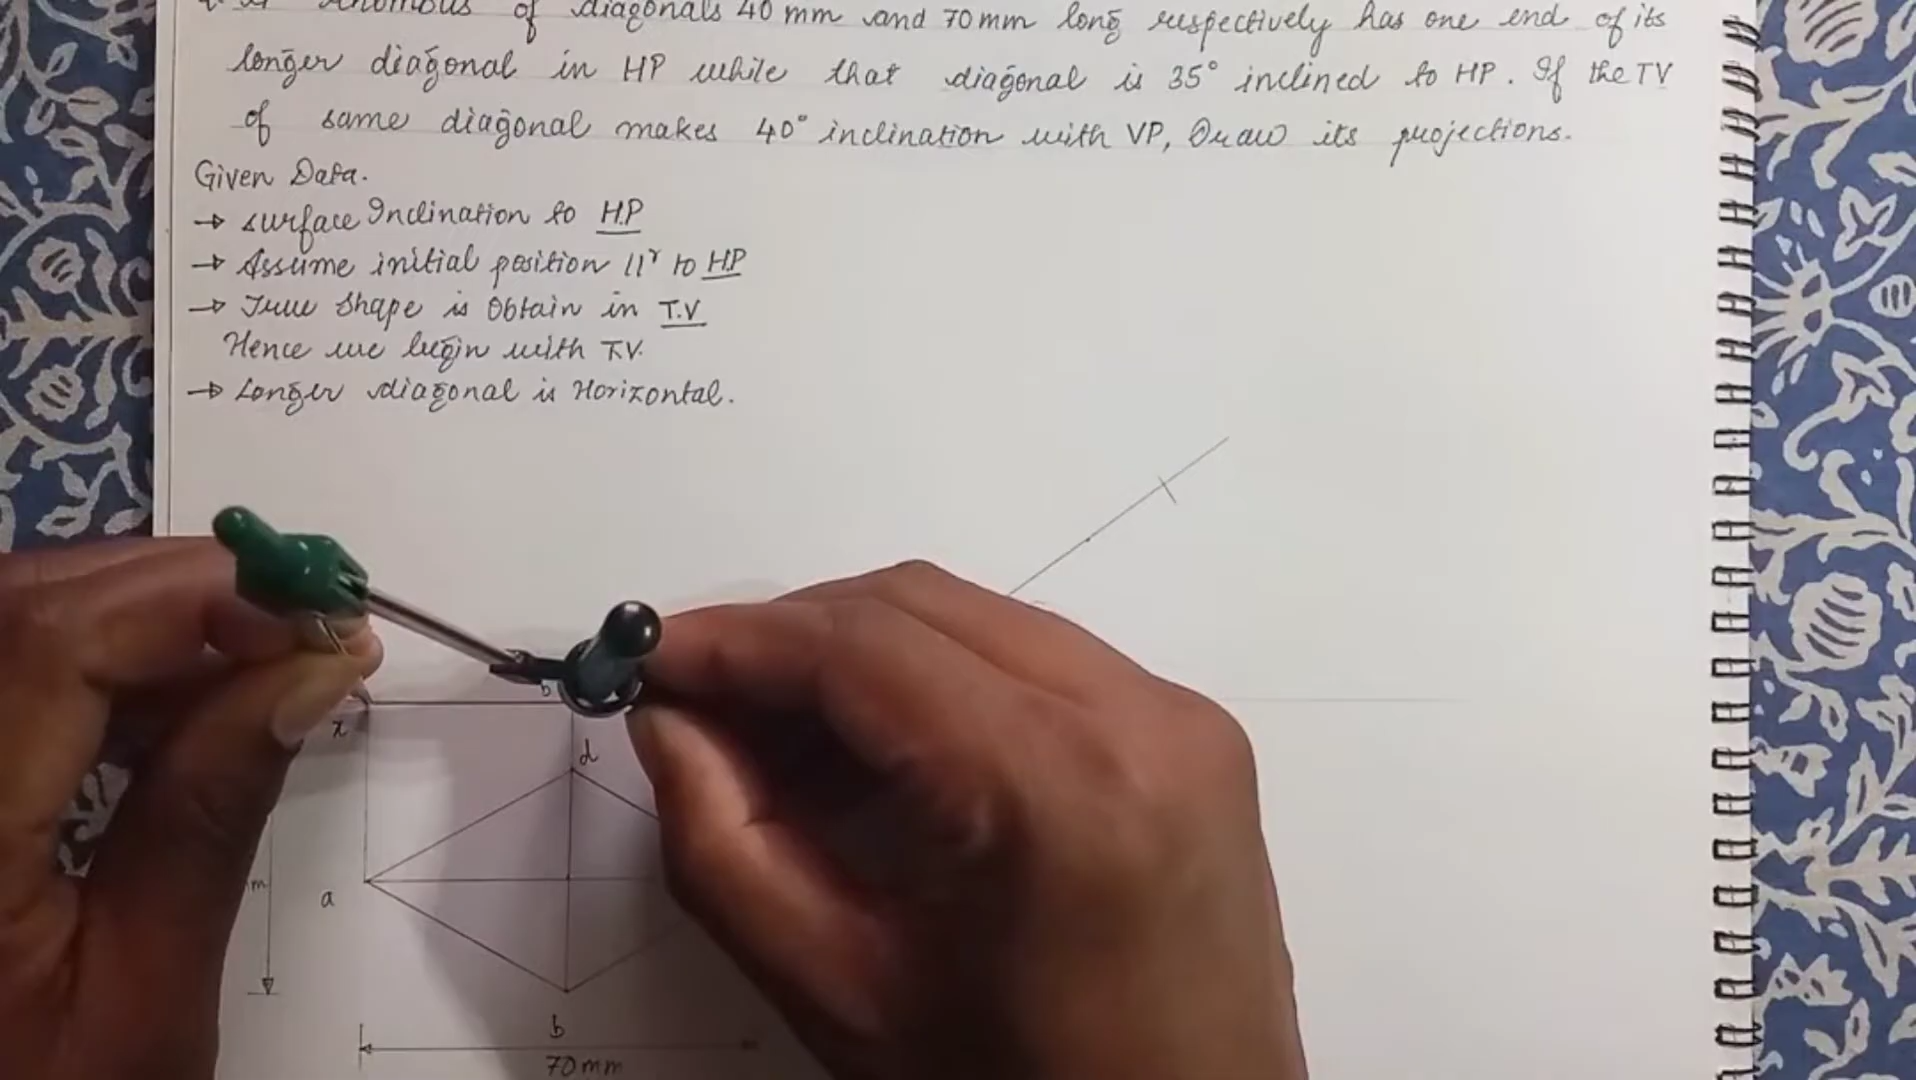 Rhombus of diagonals 40 mm and 70 mm long respectively has one end of its
longer diagonal in HP while that diagonal is 35° inclined to HP. If the TV
of same diagonal makes 40° inclination with VP, Draw its projections.
Given Data.
→ surface Inclination to HP
→ Assume initial position ||ʳ to HP
→ True Shape is Obtain in T.V
Hence we begin with T.V.
→ Longer diagonal is Horizontal.
b
x
d
m
a
b
70 mm